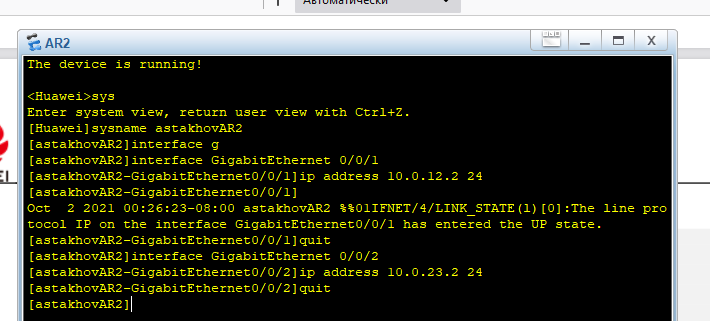 Автоматически
AR2
The device is running!
<Huawei>sys
Enter system view, return user view with Ctrl+Z.
[Huawei]sysname astakhovAR2
[astakhovAR2]interface g
[astakhovAR2]interface GigabitEthernet 0/0/1
[astakhovAR2-GigabitEthernet0/0/1]ip address 10.0.12.2 24
[astakhovAR2-GigabitEthernet0/0/1]
Oct  2 2021 00:26:23-08:00 astakhovAR2 %%01IFNET/4/LINK_STATE(l)[0]:The line pro
tocol IP on the interface GigabitEthernet0/0/1 has entered the UP state.
[astakhovAR2-GigabitEthernet0/0/1]quit
[astakhovAR2]interface GigabitEthernet 0/0/2
[astakhovAR2-GigabitEthernet0/0/2]ip address 10.0.23.2 24
[astakhovAR2-GigabitEthernet0/0/2]quit
[astakhovAR2]
EI